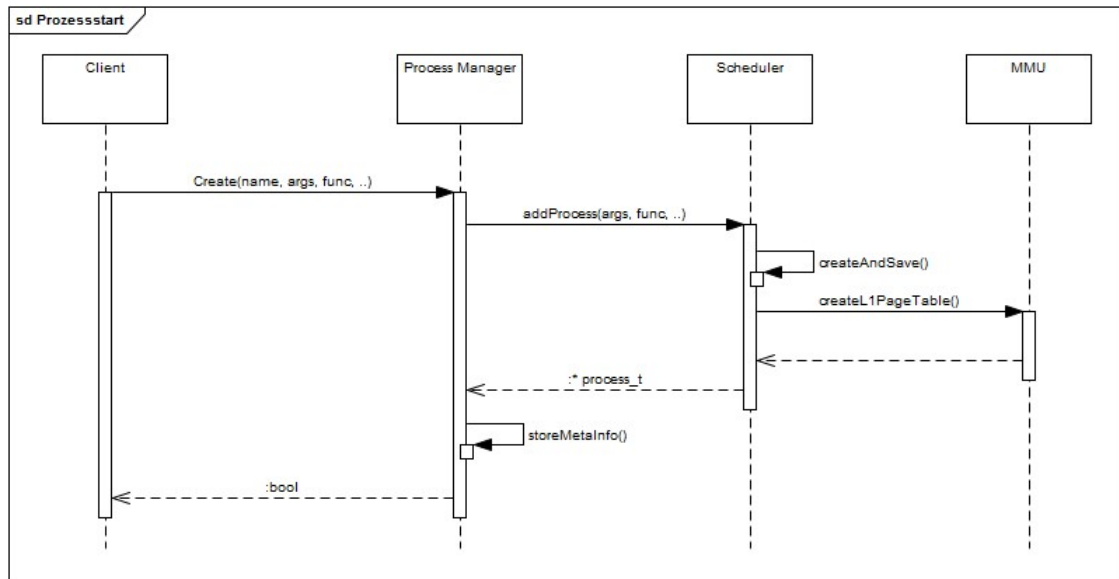 sd Prozessstart
Client
Process Manager
Scheduler
MMU
Create(name, args, func, ..)
addProcess(args, func, ..)
createAndSave()
createL1PageTable()
:* process_t
storeMetaInfo()
:bool